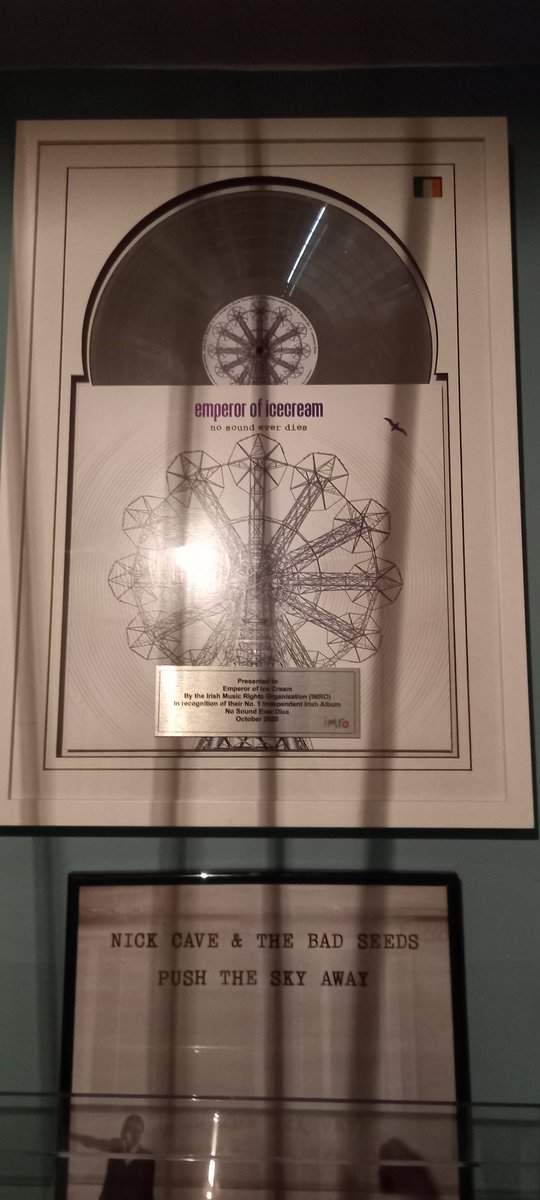 emperor of icecream
no sound ever dies
Presented to
Emperor of Ice Cream
By the Irish Music Rights Organisation (IMRO)
In recognition of their No. 1 Independent Irish Album
No Sound Ever Dies
October 2020
imro
NICK CAVE & THE BAD SEEDS
PUSH THE SKY AWAY